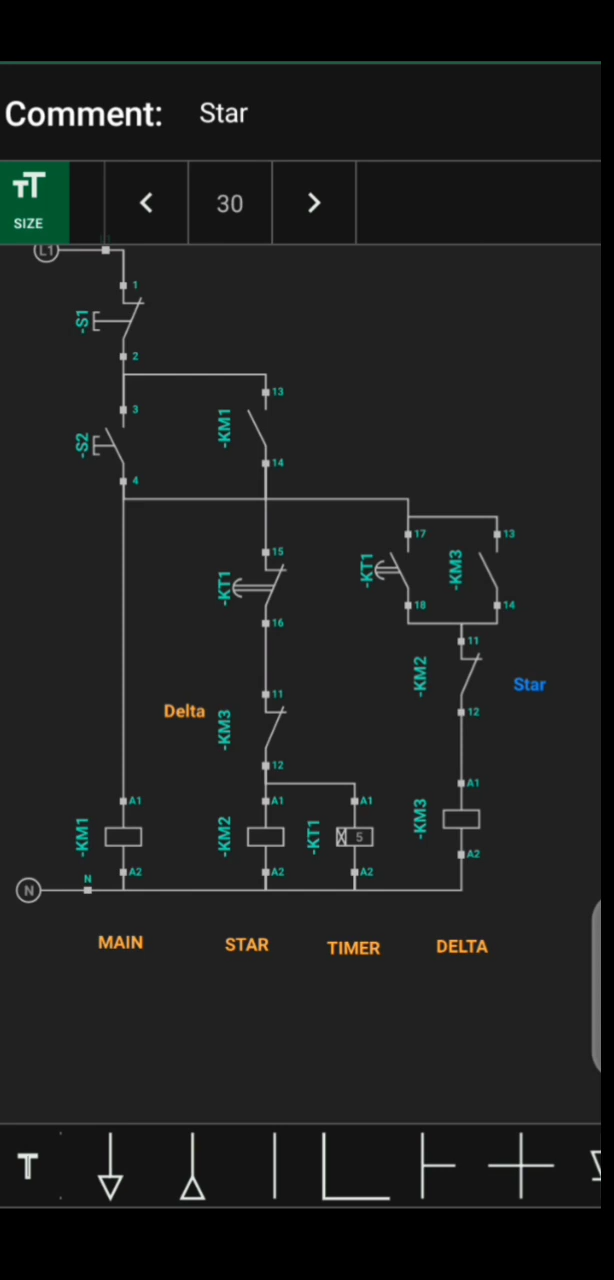 Comment: Star
TT
SIZE
30
L1
1
-S1
2
13
3
-KM1
-S2
14
4
15
17
13
-KT1
-KT1
-KM3
16
18
14
11
11
-KM2
Star
Delta
-KM3
12
12
A1
A1
A1
A1
-KM1
-KM2
-KT1
5
-KM3
A2
A2
A2
A2
N
N
MAIN
STAR
TIMER
DELTA
T